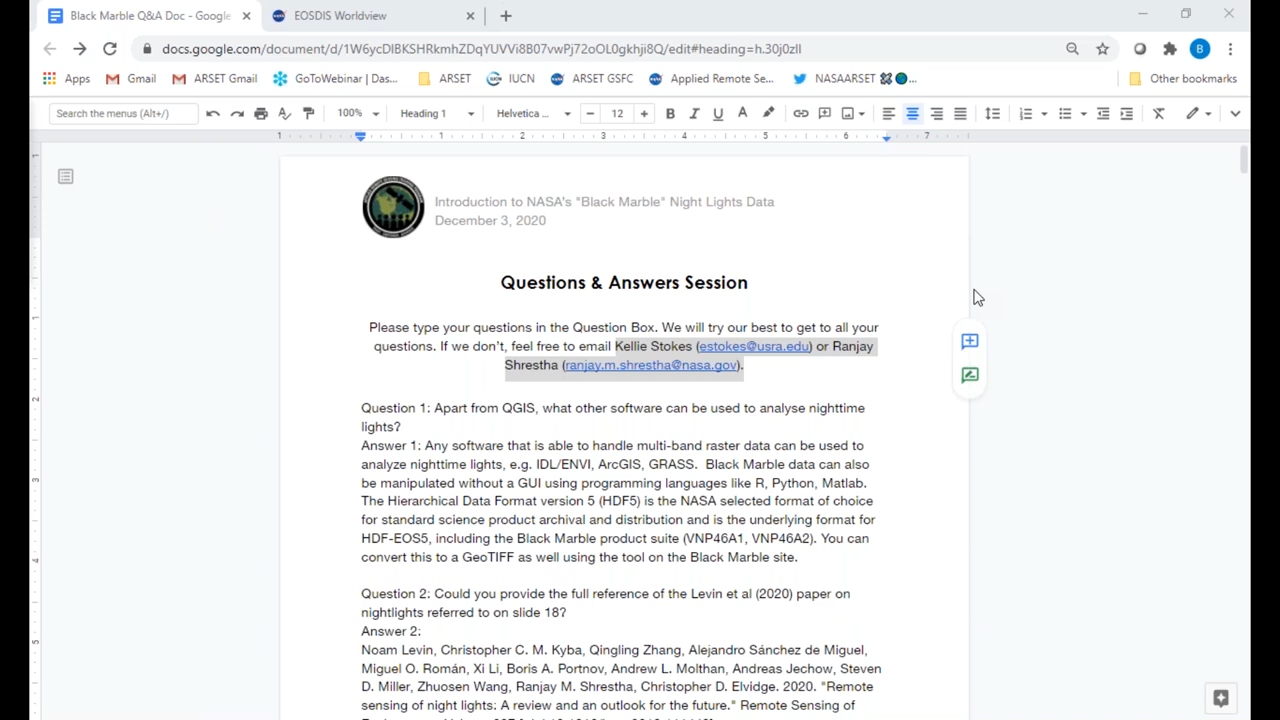 Black Marble Q&A Doc - Google
EOSDIS Worldview
docs.google.com/document/d/1W6ycDlBKSHRkmhZDqYUVVi8B07vwPj72oOL0gkhji8Q/edit#heading=h.30j0zll
B
Apps
Gmail
ARSET Gmail
GoToWebinar | Das...
ARSET
IUCN
ARSET GSFC
Applied Remote Se...
NASAARSET
Other bookmarks
Search the menus (Alt+/)
100%
Heading 1
Helvetica ...
12
B I U A
1 1 2 3 4 5 6 7
Introduction to NASA's "Black Marble" Night Lights Data
December 3, 2020
Questions & Answers Session
Please type your questions in the Question Box. We will try our best to get to all your
questions. If we don't, feel free to email Kellie Stokes (estokes@usra.edu) or Ranjay
Shrestha (ranjay.m.shrestha@nasa.gov).
Question 1: Apart from QGIS, what other software can be used to analyse nighttime
lights?
Answer 1: Any software that is able to handle multi-band raster data can be used to
analyze nighttime lights, e.g. IDL/ENVI, ArcGIS, GRASS. Black Marble data can also
be manipulated without a GUI using programming languages like R, Python, Matlab.
The Hierarchical Data Format version 5 (HDF5) is the NASA selected format of choice
for standard science product archival and distribution and is the underlying format for
HDF-EOS5, including the Black Marble product suite (VNP46A1, VNP46A2). You can
convert this to a GeoTIFF as well using the tool on the Black Marble site.
Question 2: Could you provide the full reference of the Levin et al (2020) paper on
nightlights referred to on slide 18?
Answer 2:
Noam Levin, Christopher C. M. Kyba, Qingling Zhang, Alejandro Sánchez de Miguel,
Miguel O. Román, Xi Li, Boris A. Portnov, Andrew L. Molthan, Andreas Jechow, Steven
D. Miller, Zhuosen Wang, Ranjay M. Shrestha, Christopher D. Elvidge. 2020. "Remote
sensing of night lights: A review and an outlook for the future." Remote Sensing of